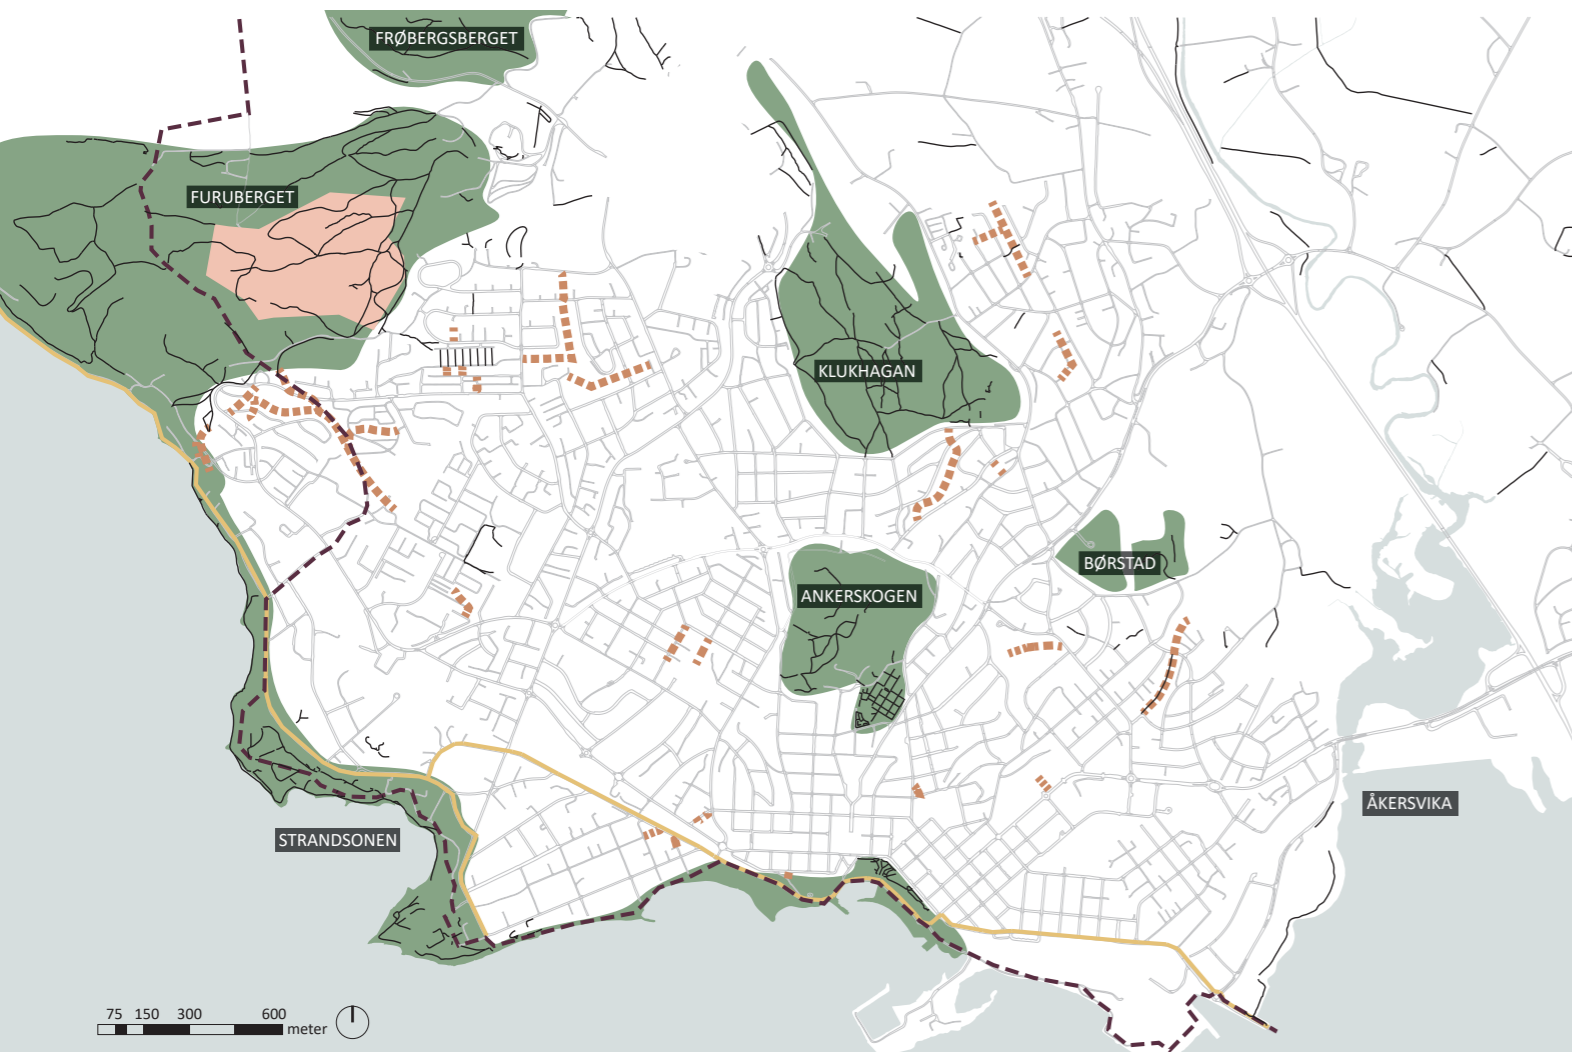 FRØBERGSBERGET
FURUBERGET
KLUKHAGAN
BØRSTAD
ANKERSKOGEN
ÅKERSVIKA
STRANDSONEN
75 150 300 600
meter